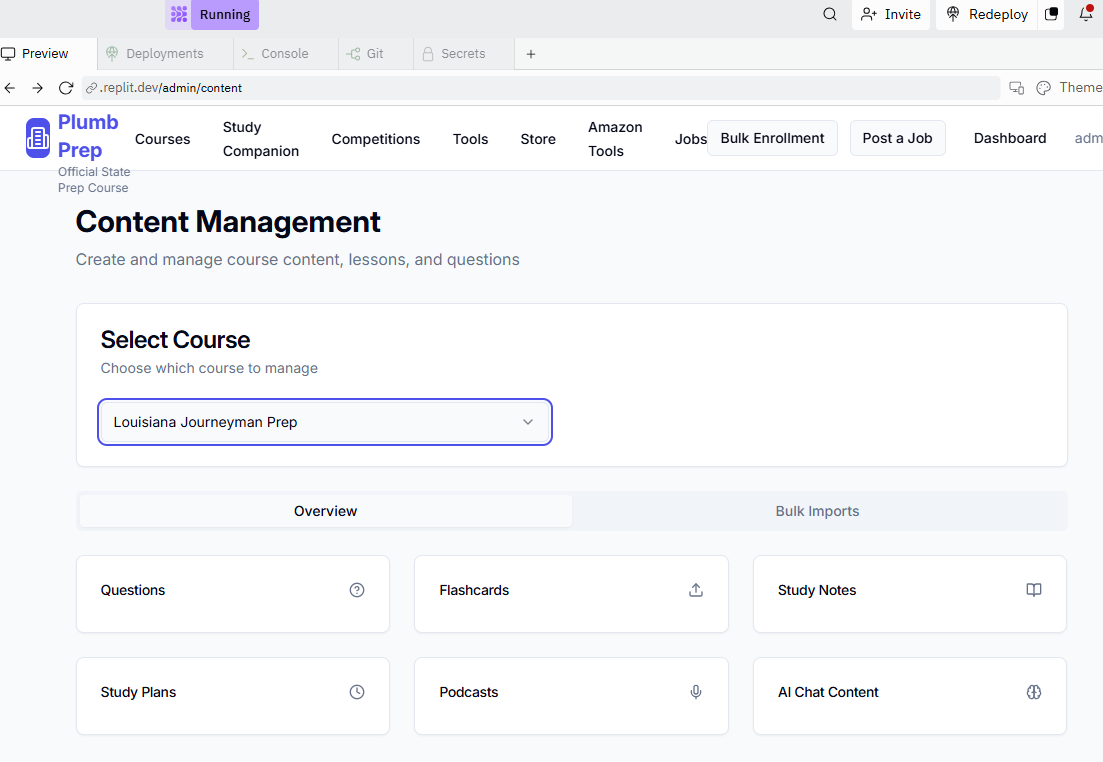 Running
Invite
Redeploy
Preview
Deployments
Console
Git
Secrets
.replit.dev/admin/content
Theme
Plumb
Prep
Official State
Prep Course
Courses
Study
Companion
Competitions
Tools
Store
Amazon
Tools
Jobs
Bulk Enrollment
Post a Job
Dashboard
adm
Content Management
Create and manage course content, lessons, and questions
Select Course
Choose which course to manage
Louisiana Journeyman Prep
Overview
Bulk Imports
Questions
Flashcards
Study Notes
Study Plans
Podcasts
AI Chat Content